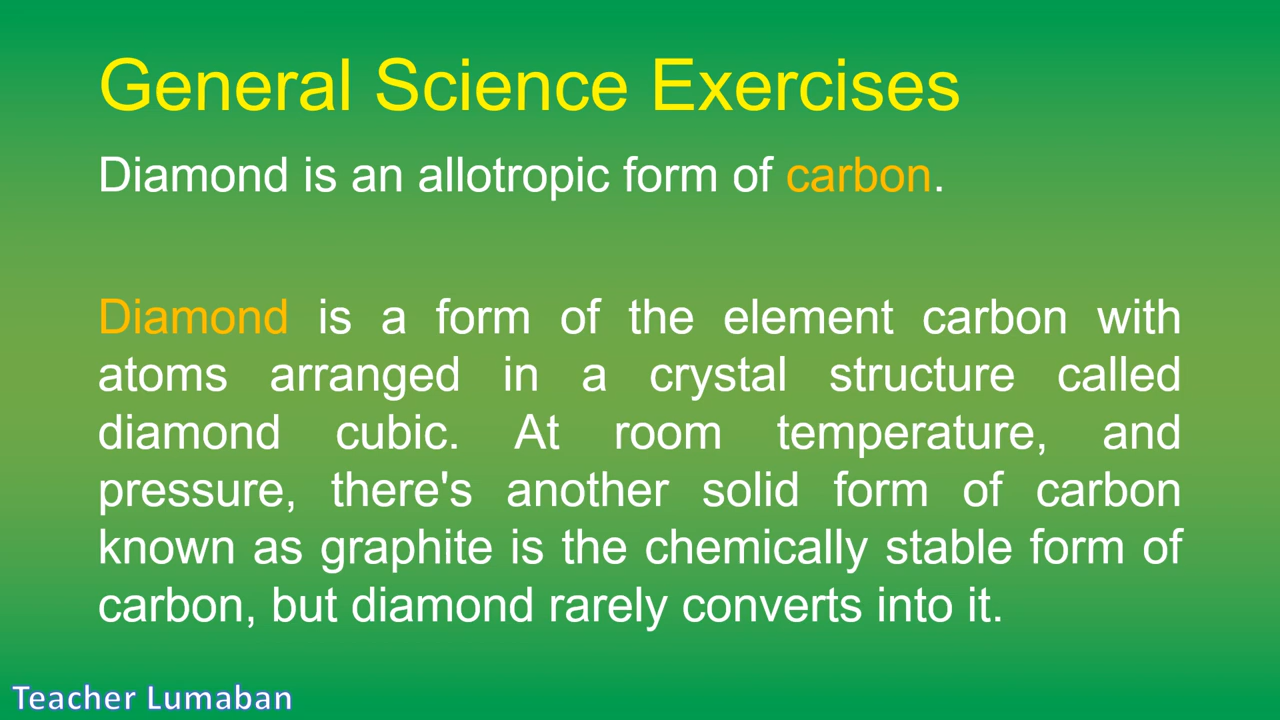 General Science Exercises
Diamond is an allotropic form of carbon.
Diamond is a form of the element carbon with
atoms arranged in a crystal structure called
diamond cubic. At room temperature, and
pressure, there's another solid form of carbon
known as graphite is the chemically stable form of
carbon, but diamond rarely converts into it.
Teacher Lumaban